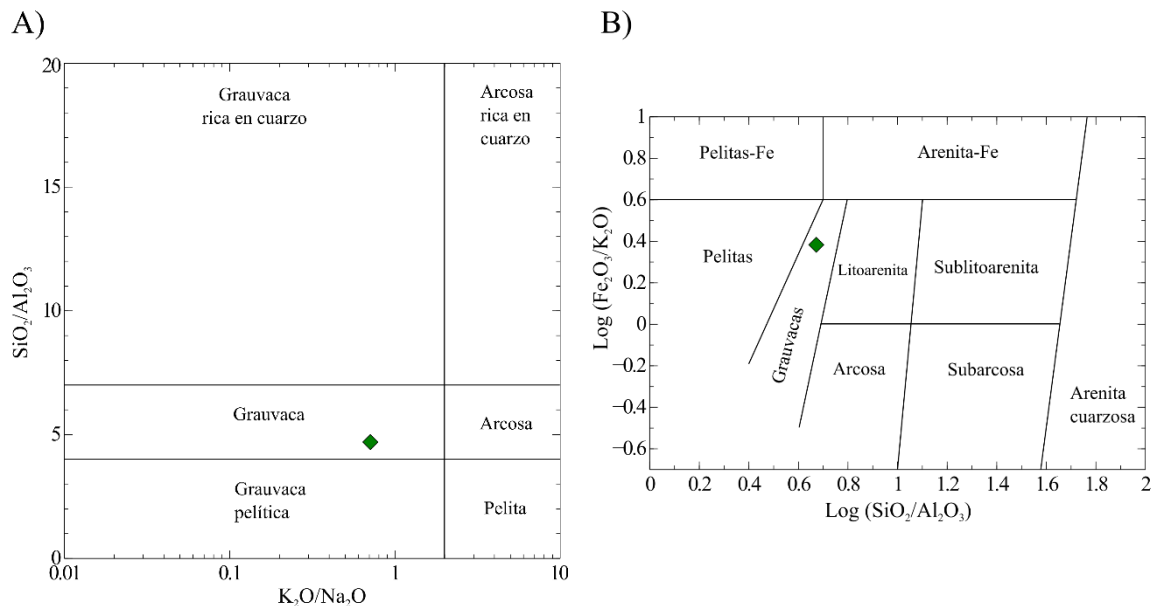 A)
20
15
10
5
0
0.01
0.1
1
10
SiO₂/Al₂O₃
K₂O/Na₂O
Grauvaca
rica en cuarzo
Arcosa
rica en
cuarzo
Grauvaca
Arcosa
Grauvaca
pelítica
Pelita
B)
1
0.8
0.6
0.4
0.2
0
−0.2
−0.4
−0.6
0
0.2
0.4
0.6
0.8
1
1.2
1.4
1.6
1.8
2
Log (Fe₂O₃/K₂O)
Log (SiO₂/Al₂O₃)
Pelitas-Fe
Arenita-Fe
Pelitas
Litoarenita
Sublitoarenita
Grauvacas
Arcosa
Subarcosa
Arenita
cuarzosa